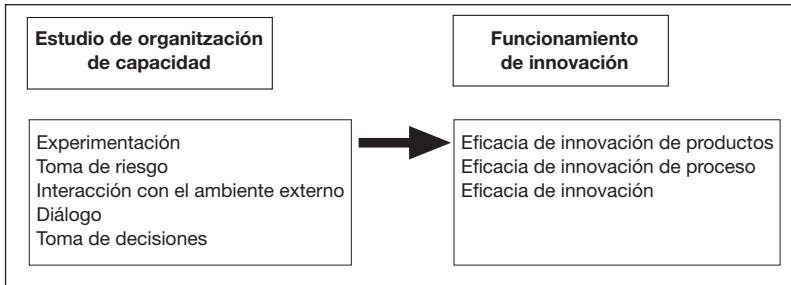 Estudio de organitzación
de capacidad
Funcionamiento
de innovación
Experimentación
Toma de riesgo
Interacción con el ambiente externo
Diálogo
Toma de decisiones
Eficacia de innovación de productos
Eficacia de innovación de proceso
Eficacia de innovación